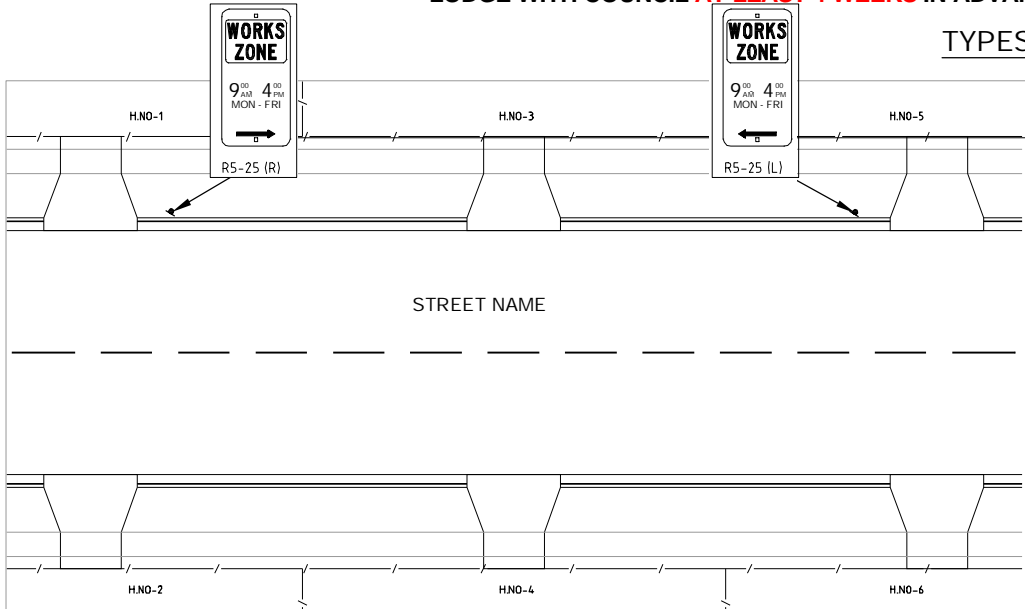 TYPES
WORKS
ZONE
9 00 AM 4 00 PM
MON - FRI
R5-25 (R)
WORKS
ZONE
9 00 AM 4 00 PM
MON - FRI
R5-25 (L)
H.NO-1
H.NO-3
H.NO-5
STREET NAME
H.NO-2
H.NO-4
H.NO-6